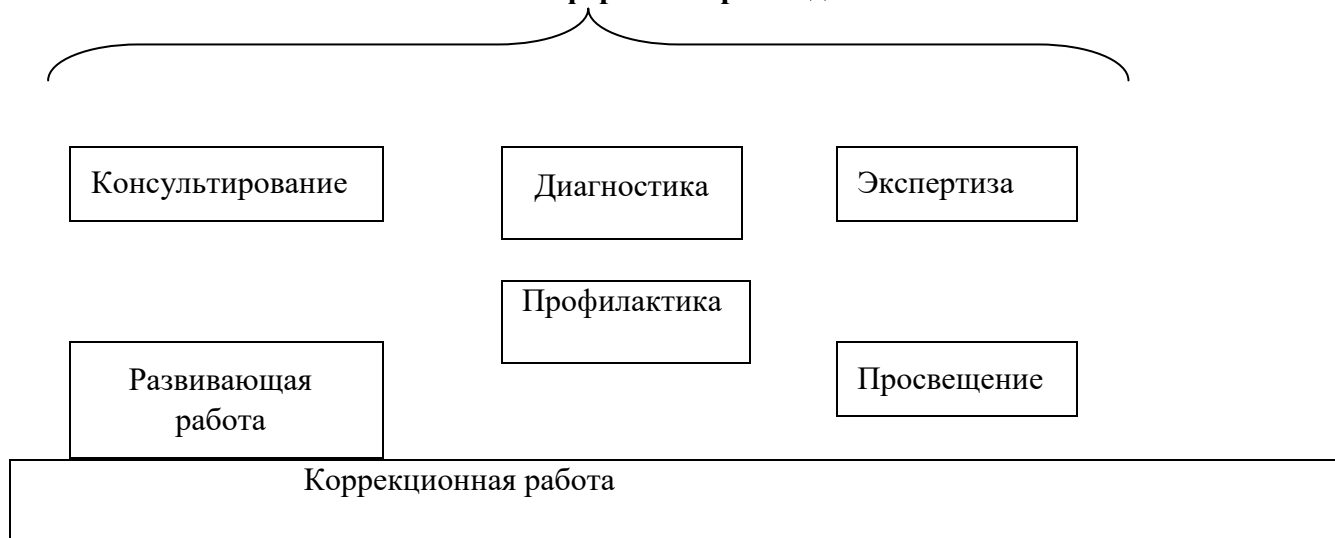 Консультирование
Диагностика
Экспертиза
Профилактика
Развивающая
работа
Просвещение
Коррекционная работа